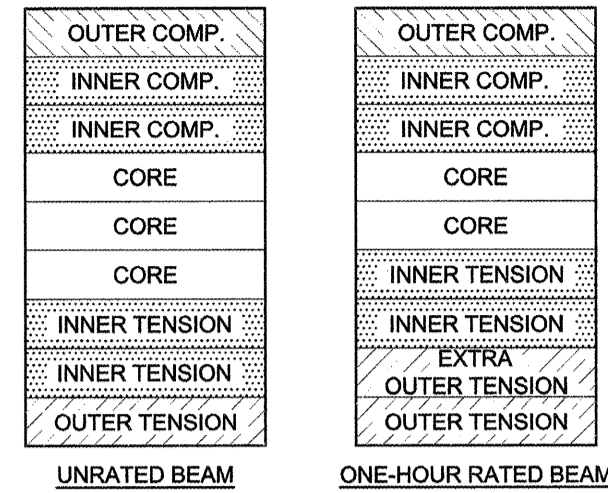 OUTER COMP.
INNER COMP.
INNER COMP.
CORE
CORE
CORE
INNER TENSION
INNER TENSION
OUTER TENSION
UNRATED BEAM
OUTER COMP.
INNER COMP.
INNER COMP.
CORE
CORE
INNER TENSION
INNER TENSION
EXTRA
OUTER TENSION
OUTER TENSION
ONE-HOUR RATED BEAM